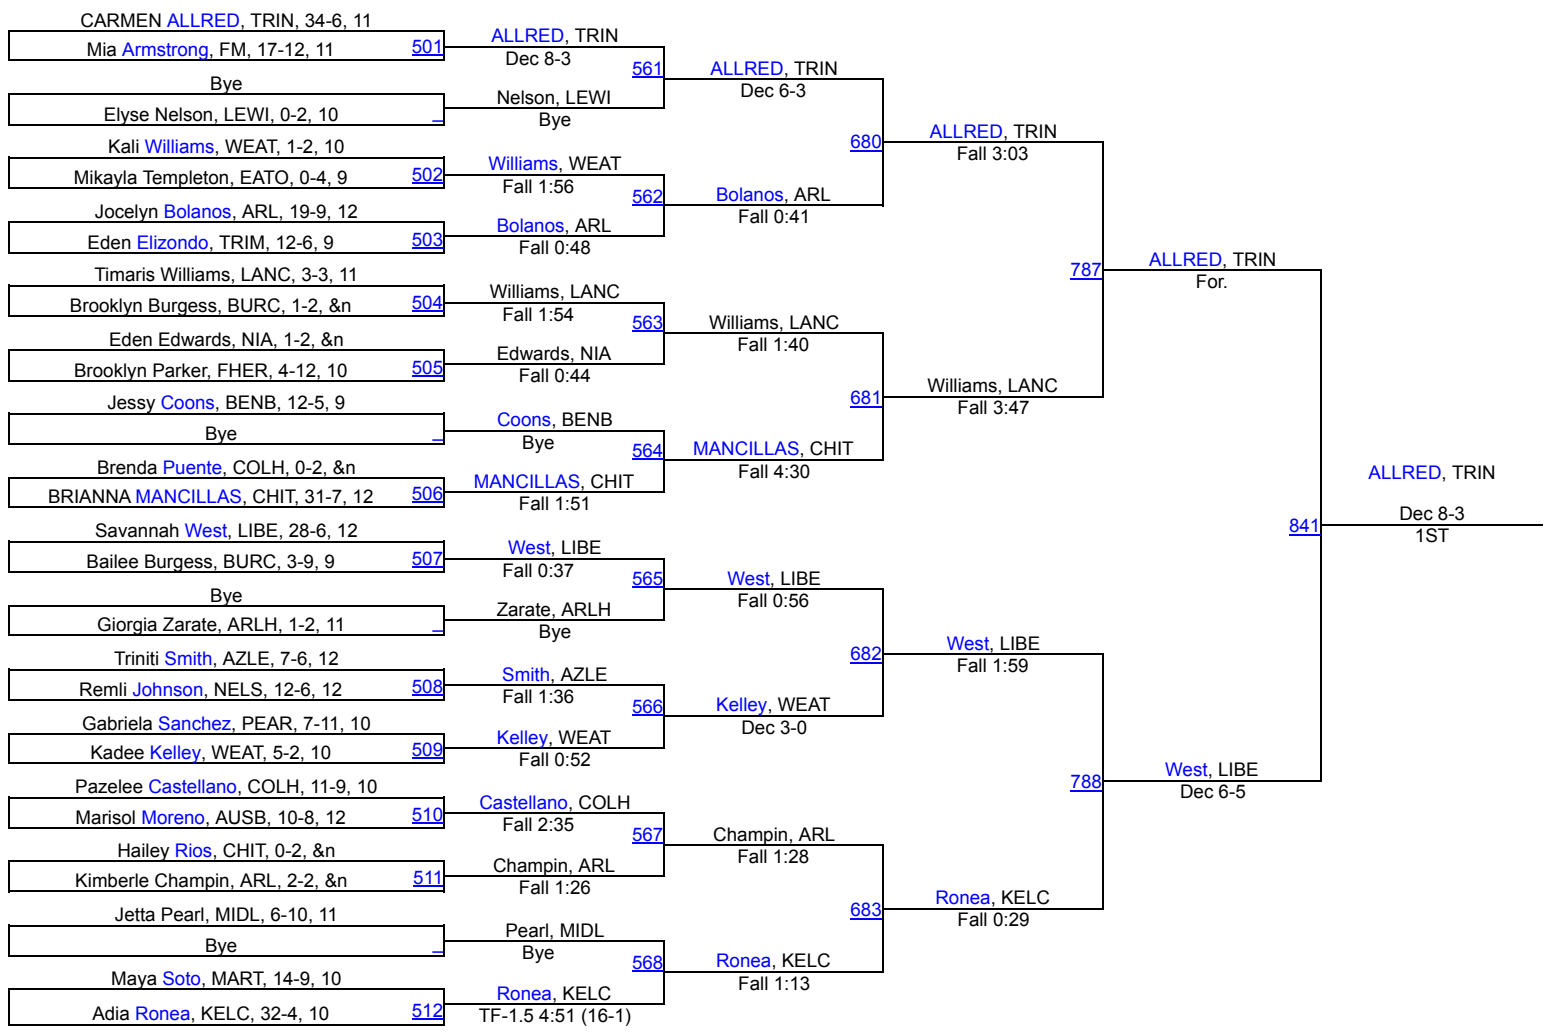 CARMEN ALLRED, TRIN, 34-6, 11
Mia Armstrong, FM, 17-12, 11
501
Bye
Elyse Nelson, LEWI, 0-2, 10
Kali Williams, WEAT, 1-2, 10
Mikayla Templeton, EATO, 0-4, 9
502
Jocelyn Bolanos, ARL, 19-9, 12
Eden Elizondo, TRIM, 12-6, 9
503
Timaris Williams, LANC, 3-3, 11
Brooklyn Burgess, BURC, 1-2, &n
504
Eden Edwards, NIA, 1-2, &n
Brooklyn Parker, FHER, 4-12, 10
505
Jessy Coons, BENB, 12-5, 9
Bye
Brenda Puente, COLH, 0-2, &n
BRIANNA MANCILLAS, CHIT, 31-7, 12
506
Savannah West, LIBE, 28-6, 12
Bailee Burgess, BURC, 3-9, 9
507
Bye
Giorgia Zarate, ARLH, 1-2, 11
Triniti Smith, AZLE, 7-6, 12
Remli Johnson, NELS, 12-6, 12
508
Gabriela Sanchez, PEAR, 7-11, 10
Kadee Kelley, WEAT, 5-2, 10
509
Pazelee Castellano, COLH, 11-9, 10
Marisol Moreno, AUSB, 10-8, 12
510
Hailey Rios, CHIT, 0-2, &n
Kimberle Champin, ARL, 2-2, &n
511
Jetta Pearl, MIDL, 6-10, 11
Bye
Maya Soto, MART, 14-9, 10
Adia Ronea, KELC, 32-4, 10
512
ALLRED, TRIN
Dec 8-3
561
Nelson, LEWI
Bye
Williams, WEAT
Fall 1:56
562
Bolanos, ARL
Fall 0:48
Williams, LANC
Fall 1:54
563
Edwards, NIA
Fall 0:44
Coons, BENB
Bye
564
MANCILLAS, CHIT
Fall 1:51
West, LIBE
Fall 0:37
565
Zarate, ARLH
Bye
Smith, AZLE
Fall 1:36
566
Kelley, WEAT
Fall 0:52
Castellano, COLH
Fall 2:35
567
Champin, ARL
Fall 1:26
Pearl, MIDL
Bye
568
Ronea, KELC
TF-1.5 4:51 (16-1)
ALLRED, TRIN
Dec 6-3
680
Bolanos, ARL
Fall 0:41
Williams, LANC
Fall 1:40
681
MANCILLAS, CHIT
Fall 4:30
West, LIBE
Fall 0:56
682
Kelley, WEAT
Dec 3-0
Champin, ARL
Fall 1:28
683
Ronea, KELC
Fall 1:13
ALLRED, TRIN
Fall 3:03
787
Williams, LANC
Fall 3:47
West, LIBE
Fall 1:59
788
Ronea, KELC
Fall 0:29
ALLRED, TRIN
For.
841
West, LIBE
Dec 6-5
ALLRED, TRIN
Dec 8-3
1ST